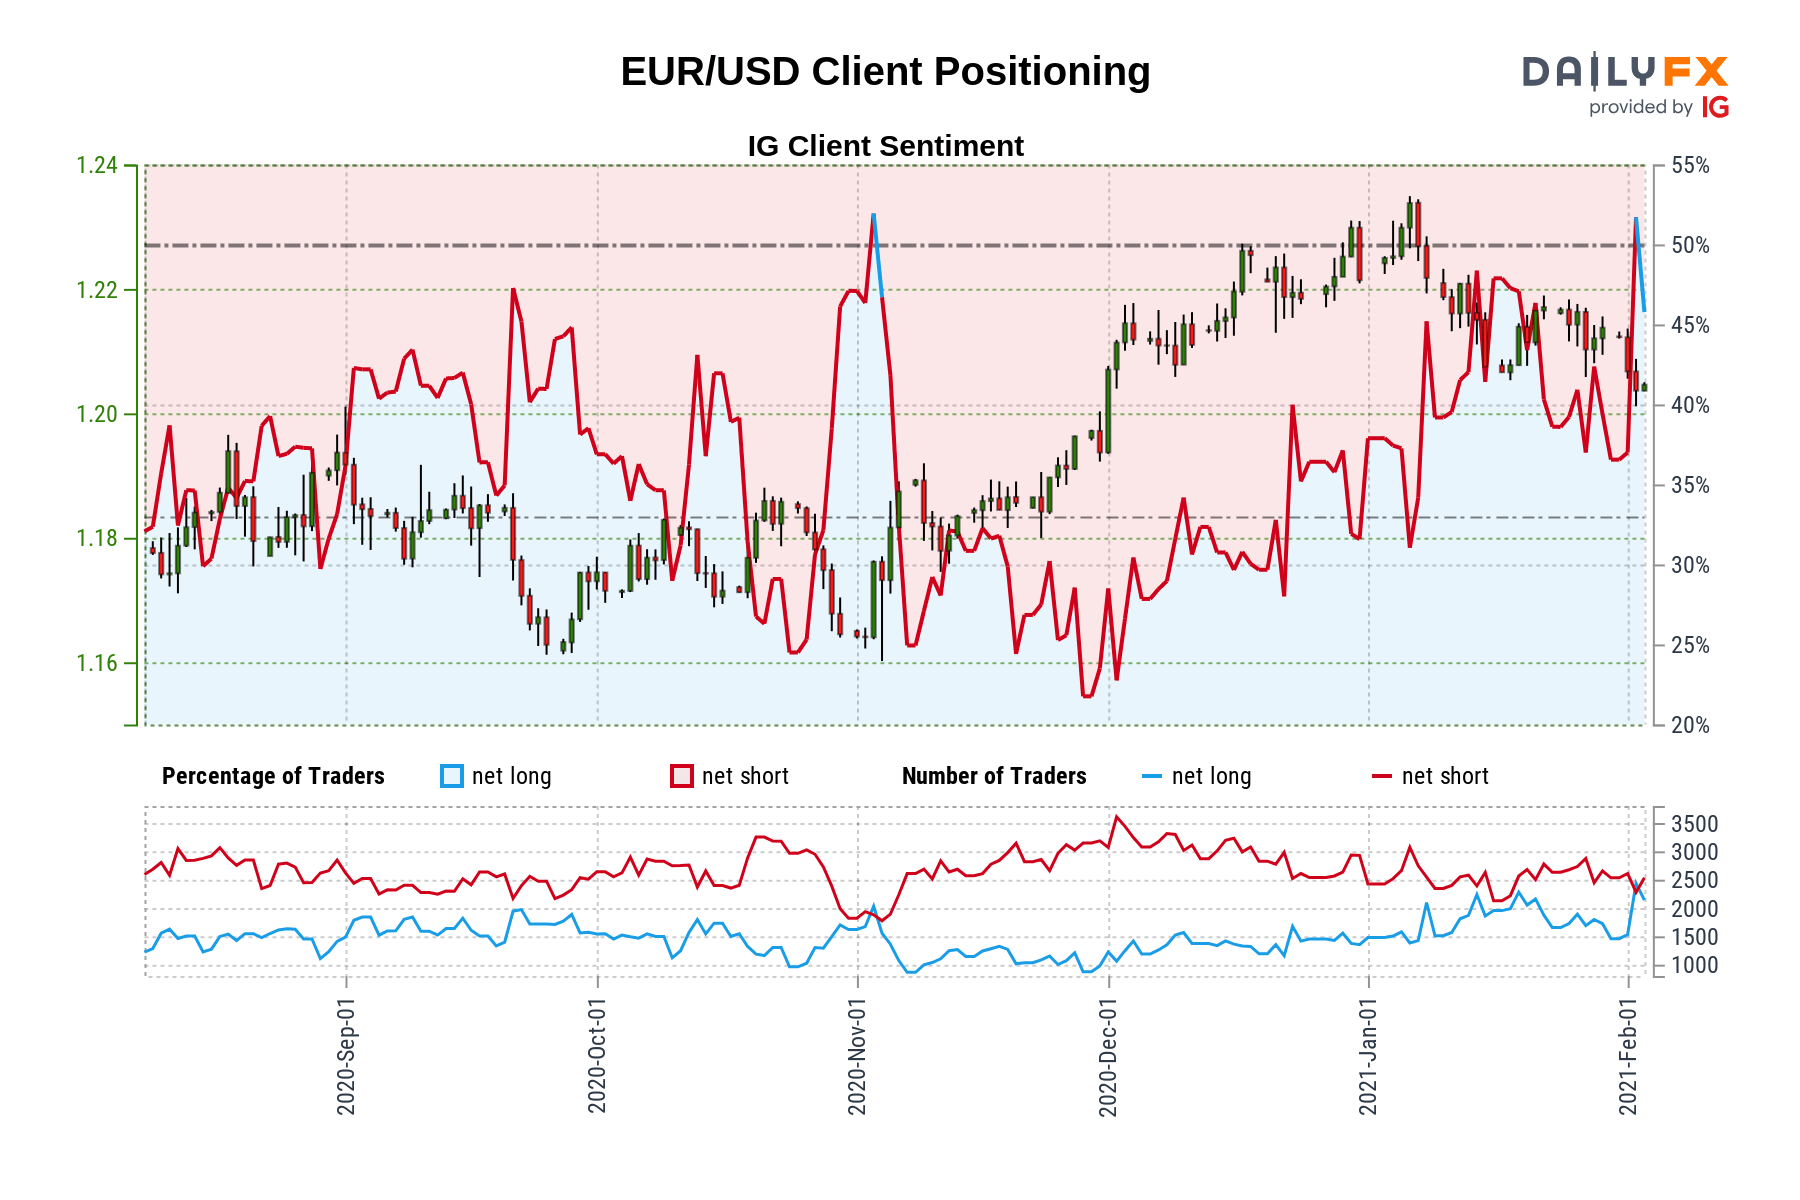 EUR/USD Client Positioning
DAILYFX
provided by IG
IG Client Sentiment
1.24
1.22
1.20
1.18
1.16
55%
50%
45%
40%
35%
30%
25%
20%
Percentage of Traders net long net short Number of Traders net long net short
3500
3000
2500
2000
1500
1000
2020-Sep-01
2020-Oct-01
2020-Nov-01
2020-Dec-01
2021-Jan-01
2021-Feb-01